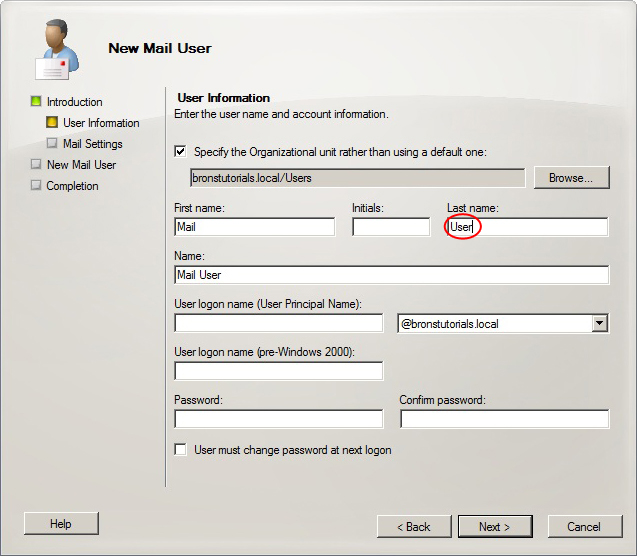 New Mail User
Introduction
User Information
Mail Settings
New Mail User
Completion
User Information
Enter the user name and account information.
Specify the Organizational unit rather than using a default one:
bronstutorials.local/Users
Browse...
First name:
Initials:
Last name:
Mail
User
Name:
Mail User
User logon name (User Principal Name):
@bronstutorials.local
User logon name (pre-Windows 2000):
Password:
Confirm password:
User must change password at next logon
Help
< Back
Next >
Cancel